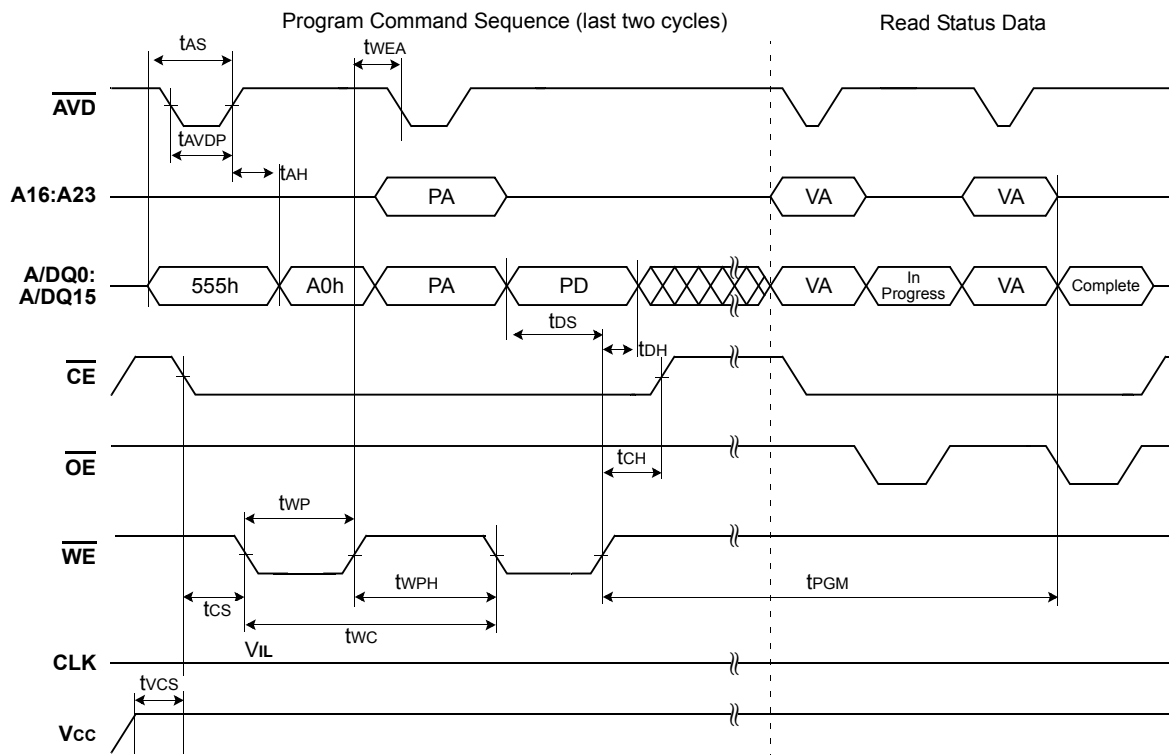 Program Command Sequence (last two cycles) Read Status Data
tAS tWEA
AVD
tAVDP
tAH
A16:A23 PA VA VA
A/DQ0:
A/DQ15 555h A0h PA PD VA In Progress VA Complete
tDS
tDH
CE
OE
tCH
tWP
WE
tWPH tPGM
tCS
tWC
VIL
CLK
tVCS
Vcc